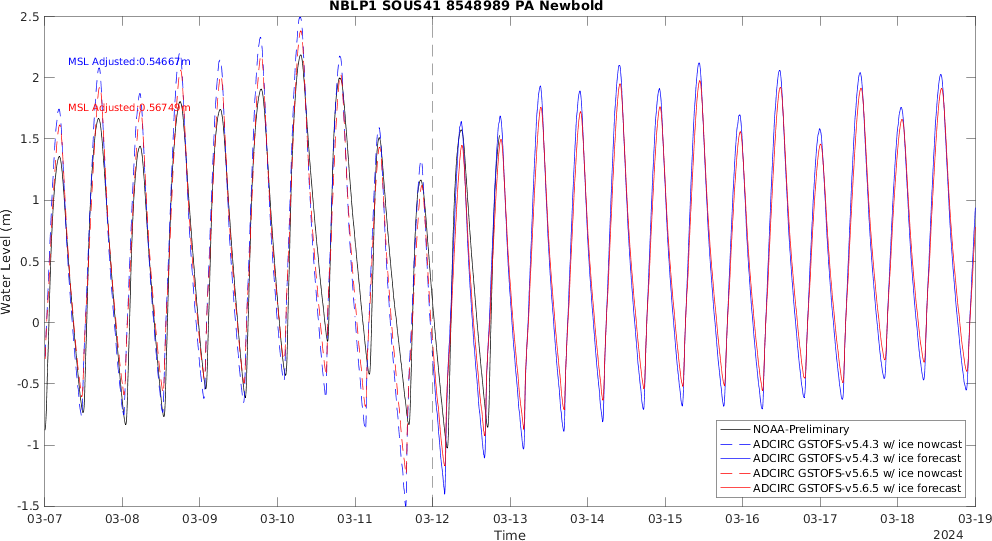 NBLP1 SOUS41 8548989 PA Newbold
2.5
2
1.5
1
0.5
0
-0.5
-1
-1.5
Water Level (m)
MSL Adjusted:0.54667m
MSL Adjusted:0.56749m
NOAA-Preliminary
ADCIRC GSTOFS-v5.4.3 w/ ice nowcast
ADCIRC GSTOFS-v5.4.3 w/ ice forecast
ADCIRC GSTOFS-v5.6.5 w/ ice nowcast
ADCIRC GSTOFS-v5.6.5 w/ ice forecast
03-07 03-08 03-09 03-10 03-11 03-12 03-13 03-14 03-15 03-16 03-17 03-18 03-19
Time
2024